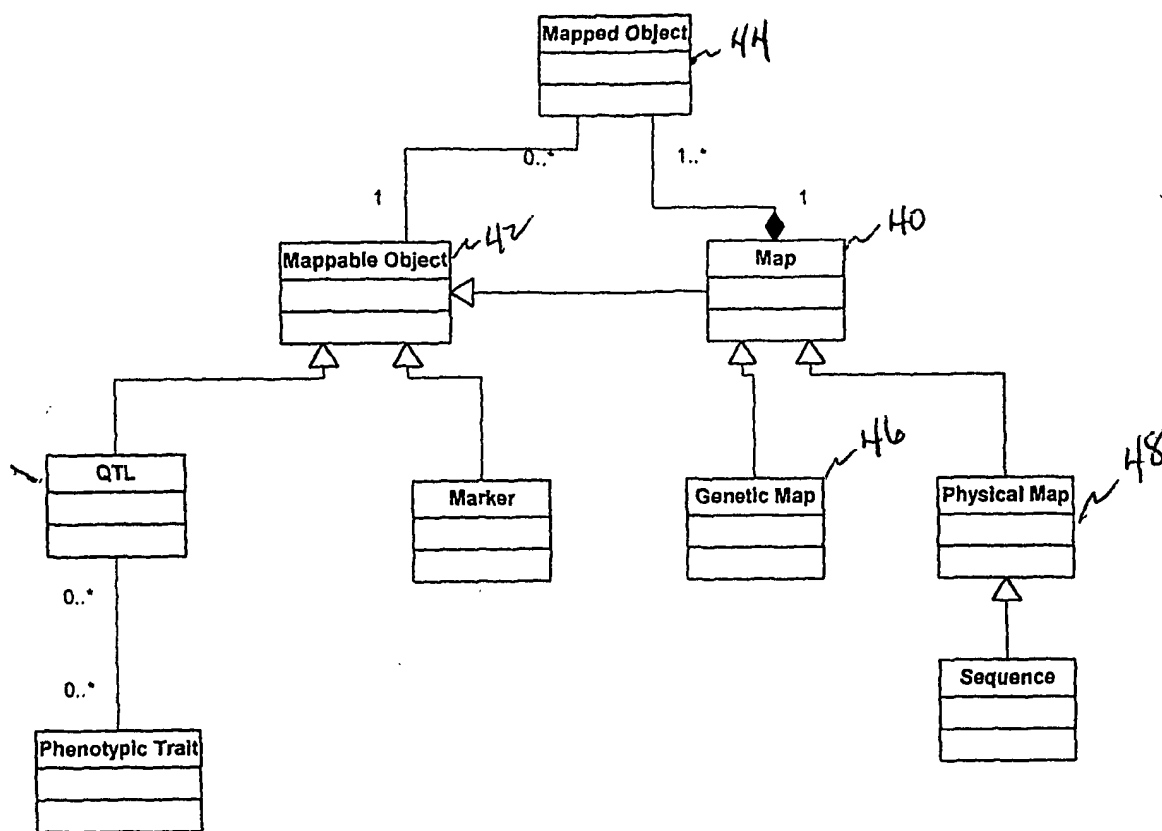 Mapped Object
44
0..*
1..*
1
1
42
40
Mappable Object
Map
46
48
QTL
Marker
Genetic Map
Physical Map
0..*
0..*
Sequence
Phenotypic Trait